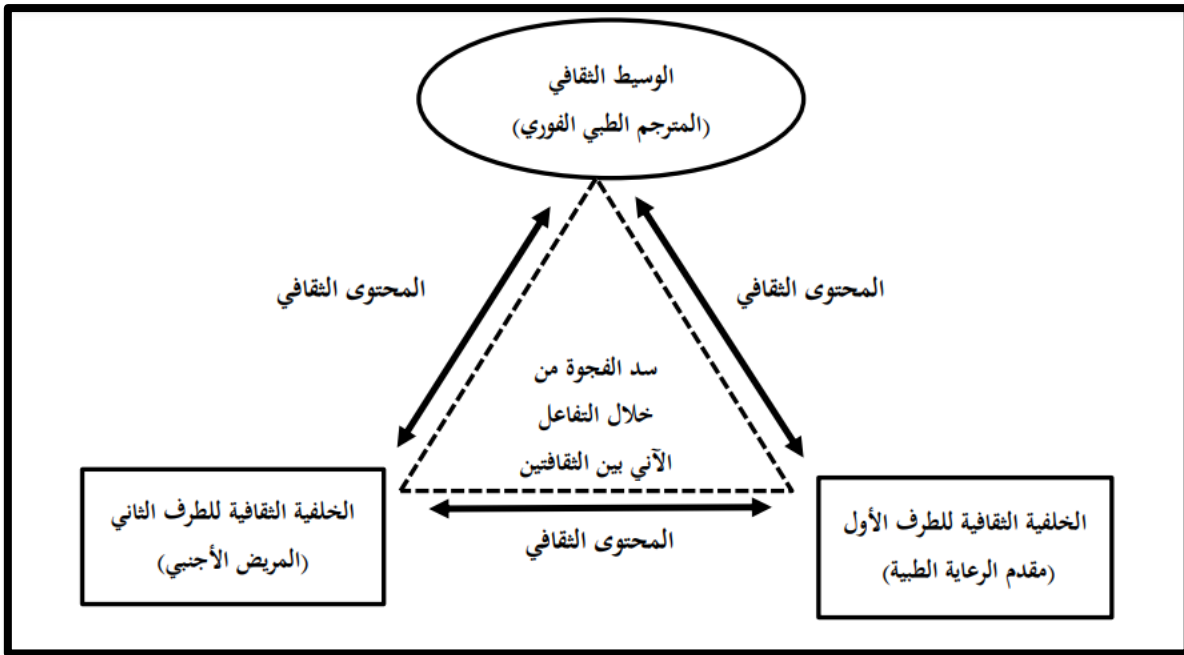 الوسيط الثقافي
(المترجم الطبي الفوري)
المحتوى الثقافي
المحتوى الثقافي
سد الفجوة من
خلال التفاعل
الآني بين الثقافتين
الخلفية الثقافية للطرف الأول
(مقدم الرعاية الطبية)
الخلفية الثقافية للطرف الثاني
(المريض الأجنبي)
المحتوى الثقافي